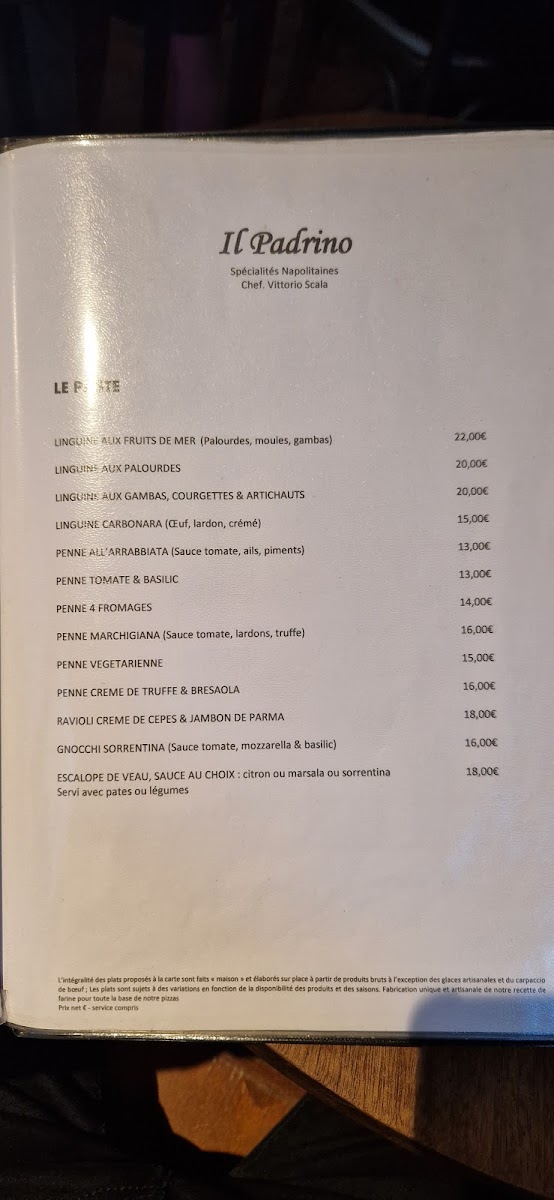 Il Padrino
Spécialités Napolitaines
Chef. Vittorio Scala
LE PASTE
LINGUINE AUX FRUITS DE MER (Palourdes, moules, gambas) 22,00€
LINGUINE AUX PALOURDES 20,00€
LINGUINE AUX GAMBAS, COURGETTES & ARTICHAUTS 20,00€
LINGUINE CARBONARA (Œuf, lardon, crémé) 15,00€
PENNE ALL'ARRABBIATA (Sauce tomate, ails, piments) 13,00€
PENNE TOMATE & BASILIC 13,00€
PENNE 4 FROMAGES 14,00€
PENNE MARCHIGIANA (Sauce tomate, lardons, truffe) 16,00€
PENNE VEGETARIENNE 15,00€
PENNE CREME DE TRUFFE & BRESAOLA 16,00€
RAVIOLI CREME DE CEPES & JAMBON DE PARMA 18,00€
GNOCCHI SORRENTINA (Sauce tomate, mozzarella & basilic) 16,00€
ESCALOPE DE VEAU, SAUCE AU CHOIX : citron ou marsala ou sorrentina 18,00€
Servi avec pates ou légumes
L'intégralité des plats proposés à la carte sont faits « maison » et élaborés sur place à partir de produits bruts à l'exception des glaces artisanales et du carpaccio
de bœuf ; Les plats sont sujets à des variations en fonction de la disponibilité des produits et des saisons. Fabrication unique et artisanale de notre recette de
farine pour toute la base de notre pizzas
Prix net € - service compris